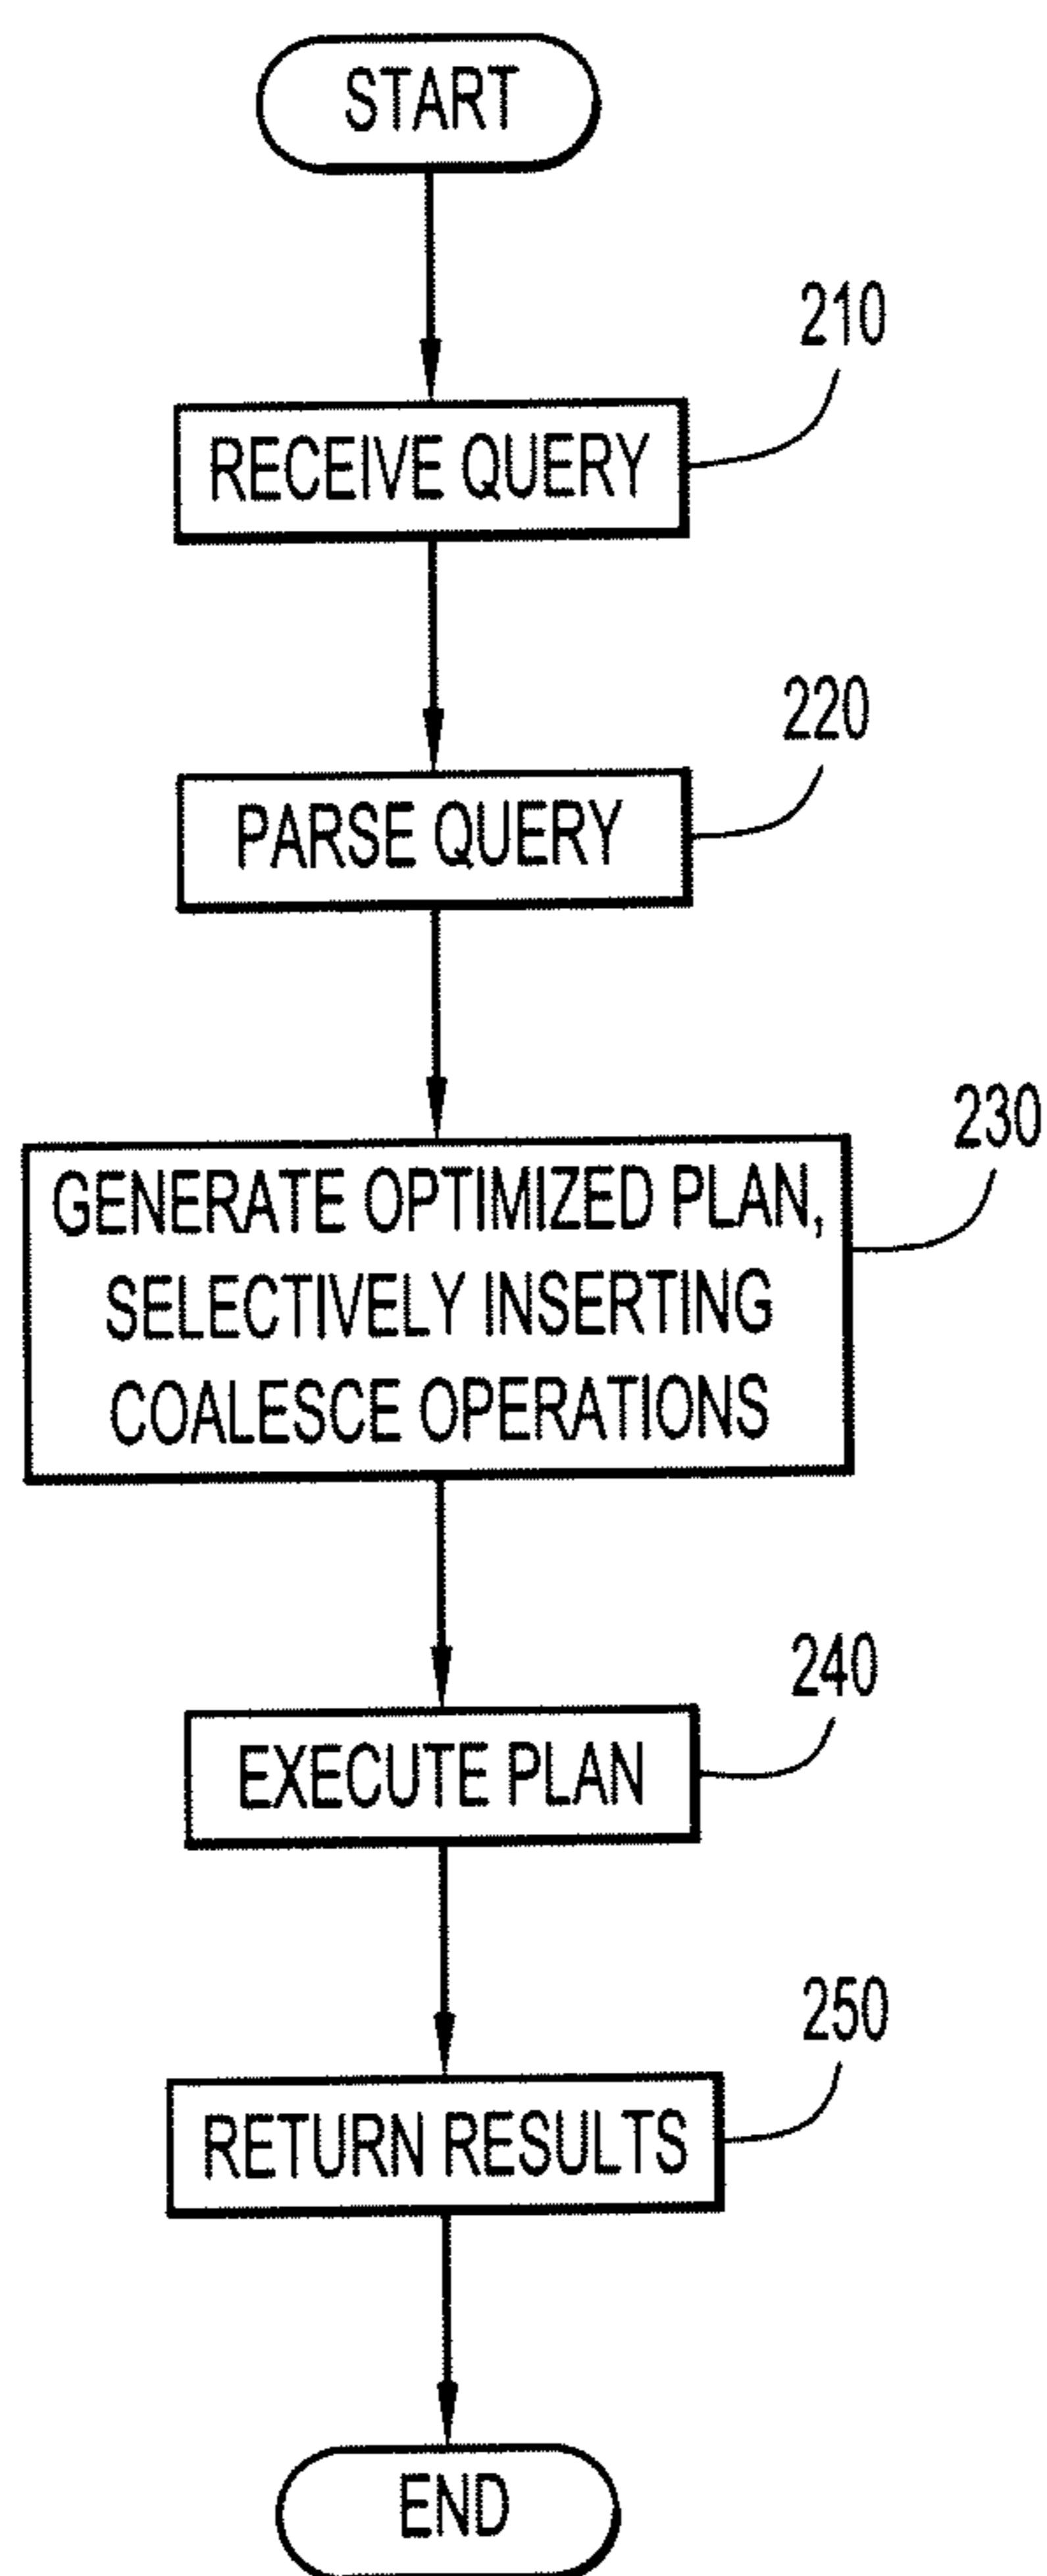 START
210
RECEIVE QUERY
220
PARSE QUERY
230
GENERATE OPTIMIZED PLAN,
SELECTIVELY INSERTING
COALESCE OPERATIONS
240
EXECUTE PLAN
250
RETURN RESULTS
END